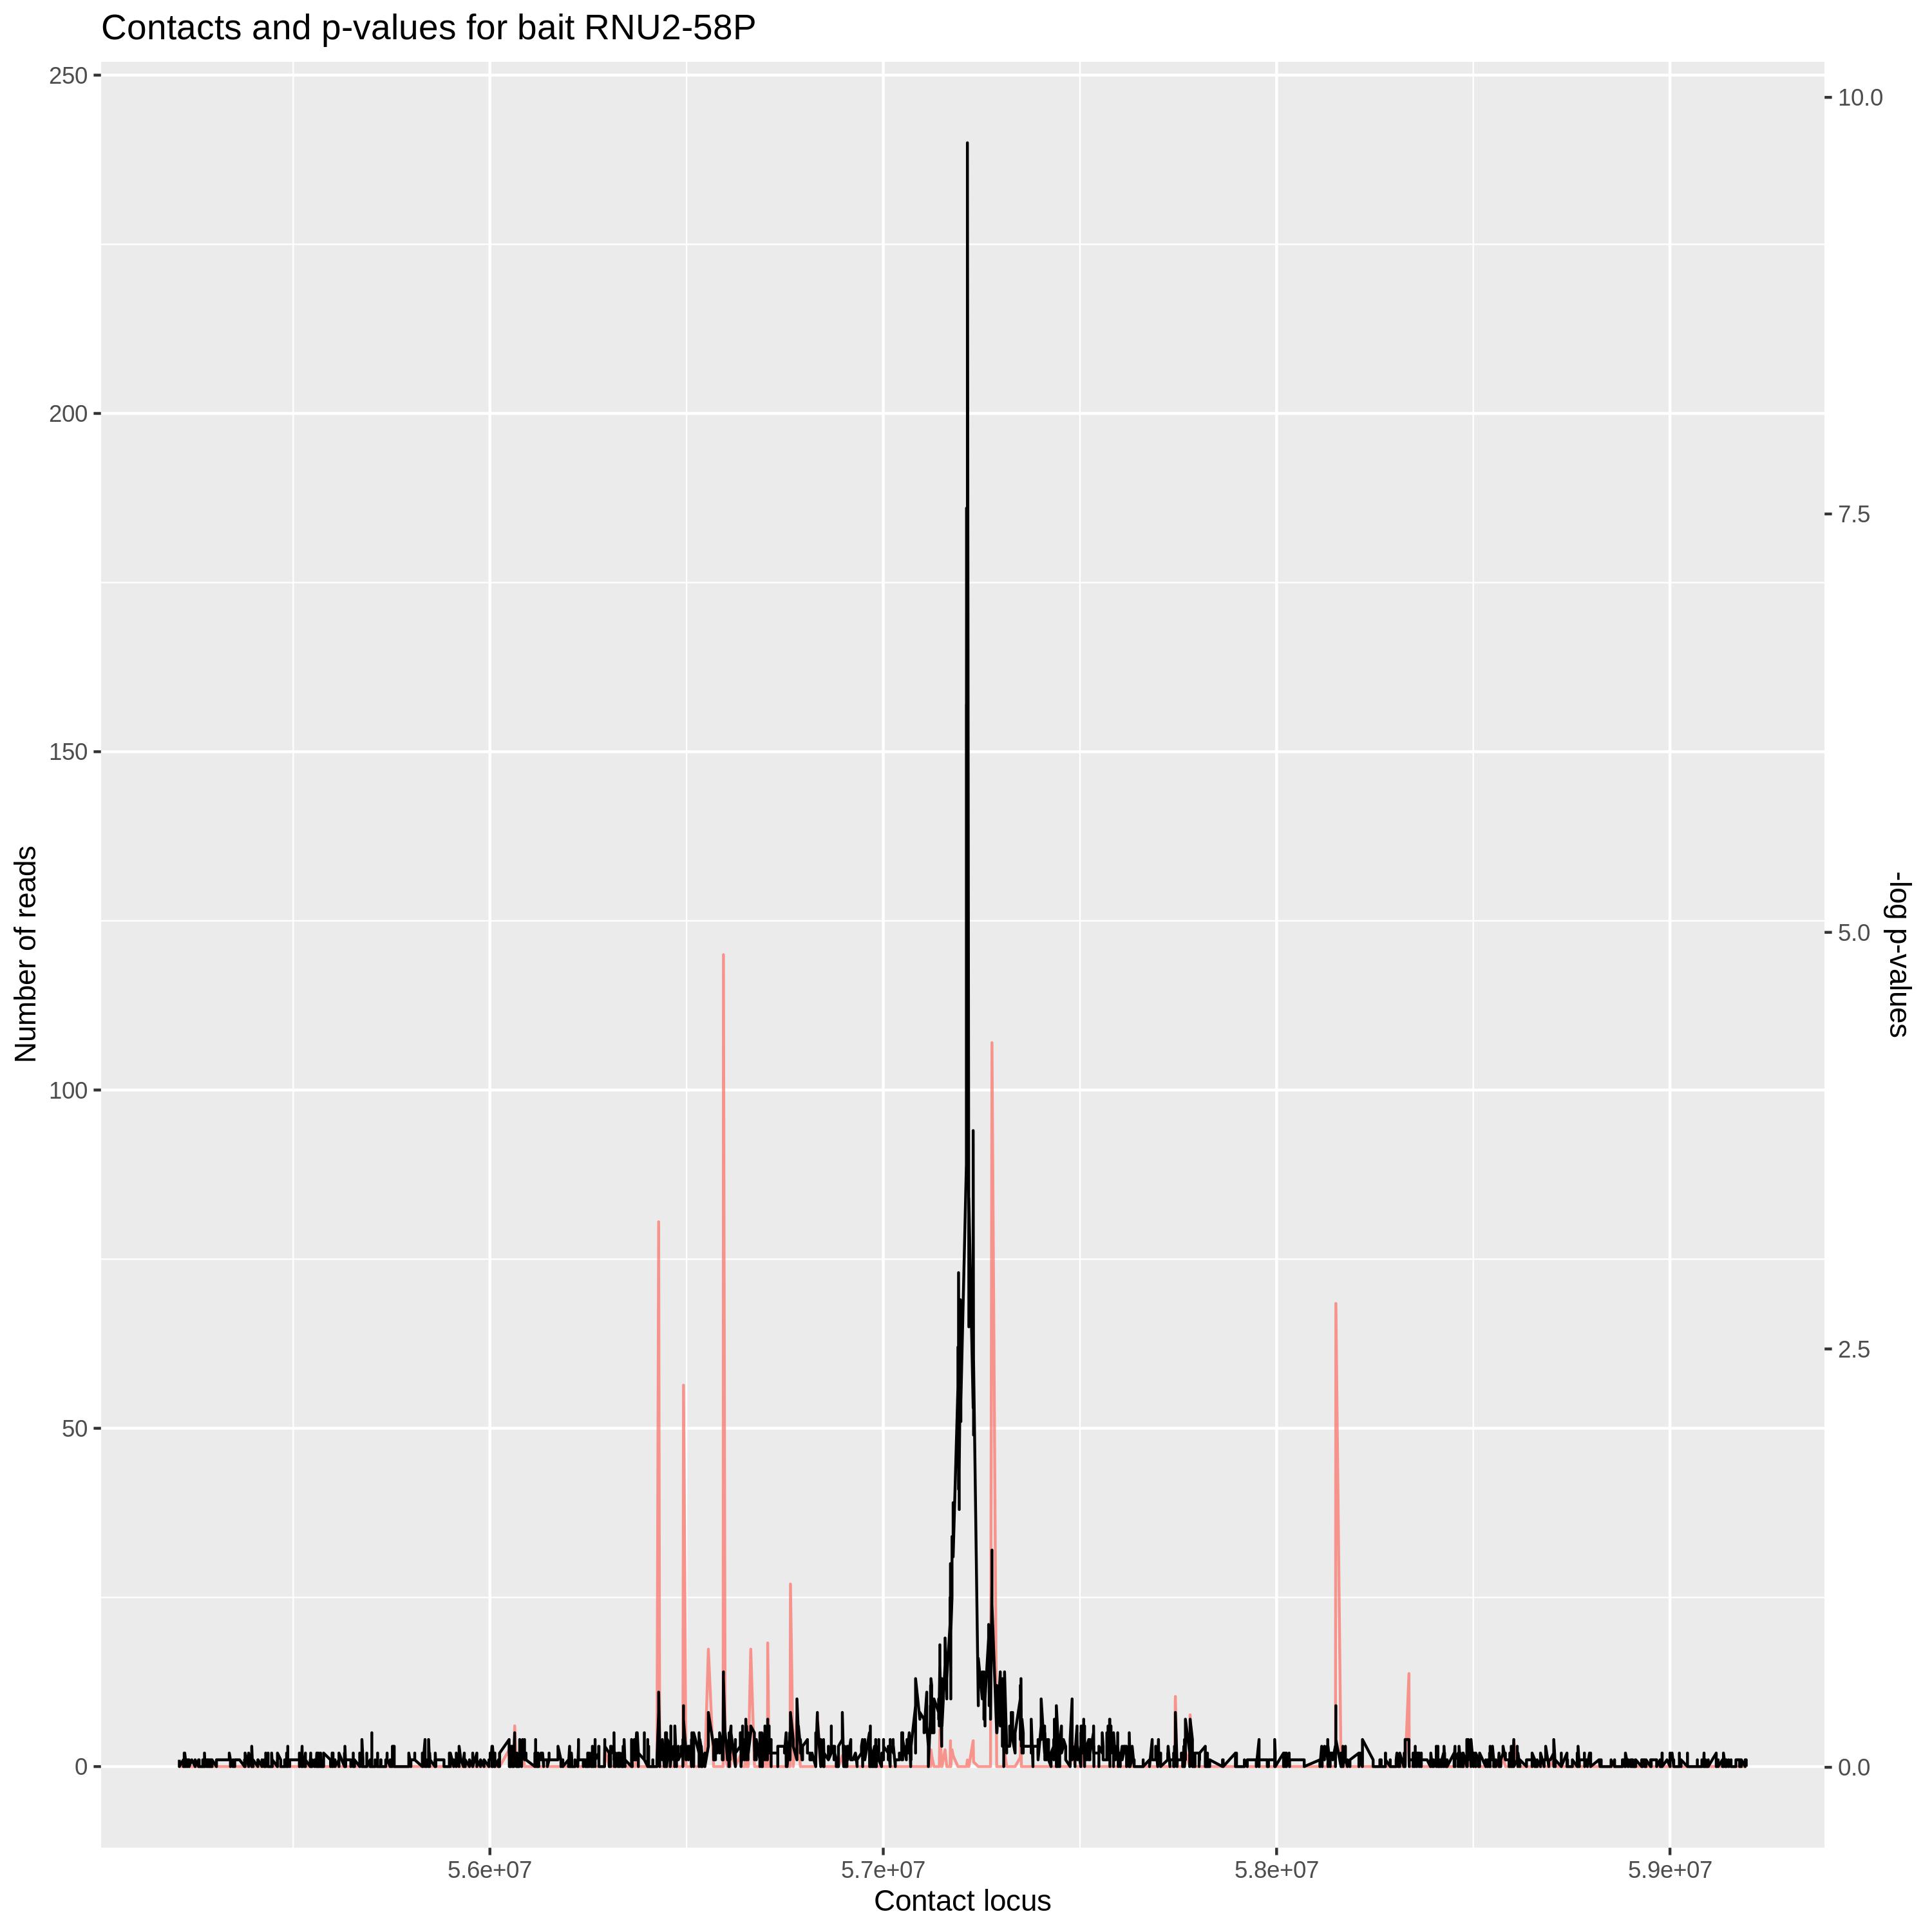 Contacts and p-values for bait RNU2-58P
250
200
150
100
50
0
Number of reads
10.0
7.5
5.0
2.5
0.0
-log p-values
5.6e+07
5.7e+07
5.8e+07
5.9e+07
Contact locus